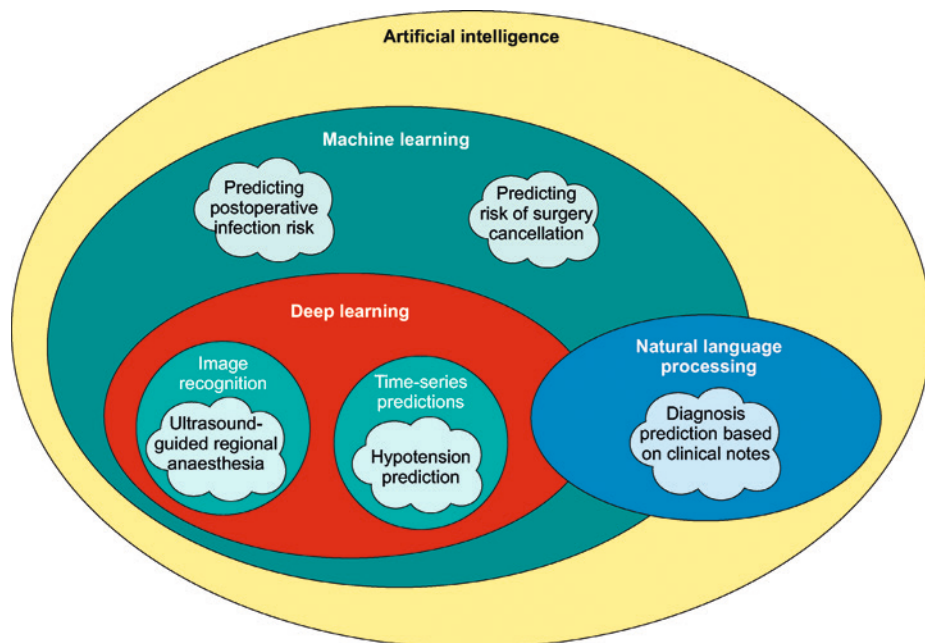 Artificial intelligence
Machine learning
Predicting
postoperative
infection risk
Predicting
risk of surgery
cancellation
Deep learning
Image
recognition
Ultrasound-
guided regional
anaesthesia
Time-series
predictions
Hypotension
prediction
Natural language
processing
Diagnosis
prediction based
on clinical notes